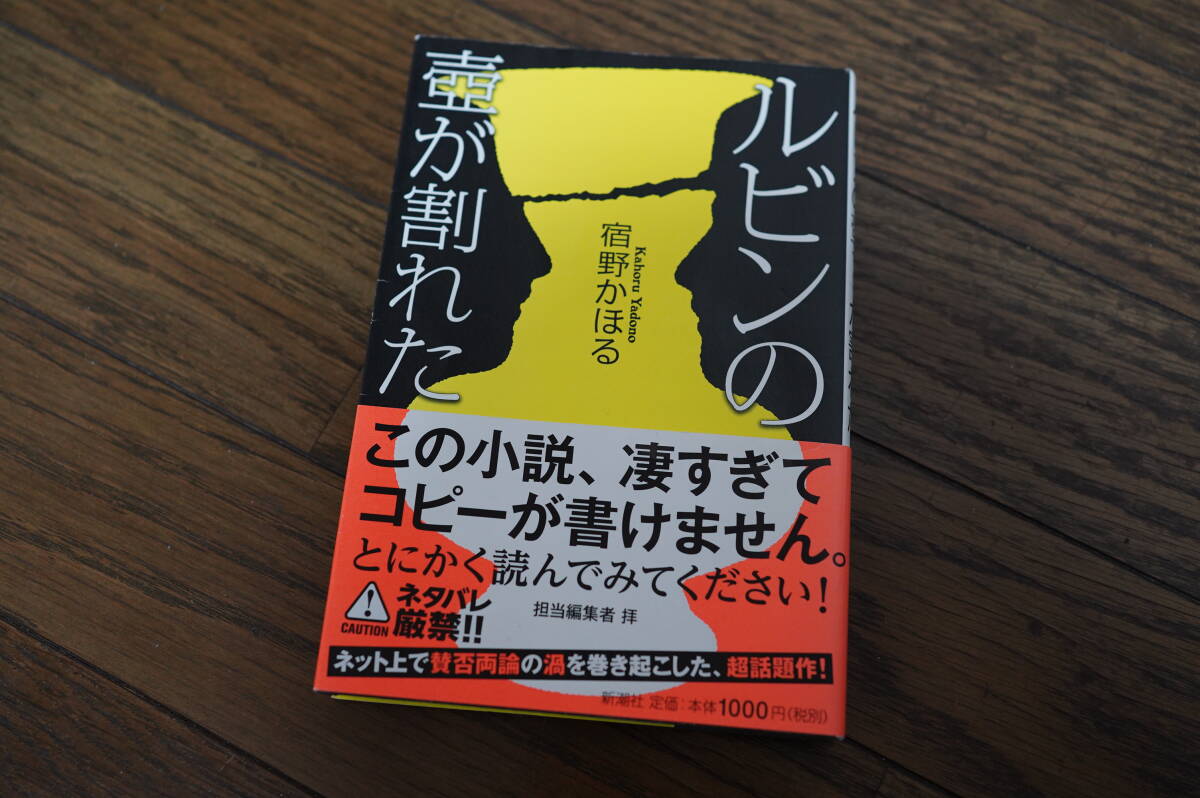 ルビンの
壺が割れた
宿野かほる
Kahoru Yadono
この小説、凄すぎて
コピーが書けません。
とにかく読んでみてください!
担当編集者 拝
CAUTION
ネタバレ
厳禁!!
ネット上で賛否両論の渦を巻き起こした、超話題作!
新潮社 定価:本体1000円(税別)